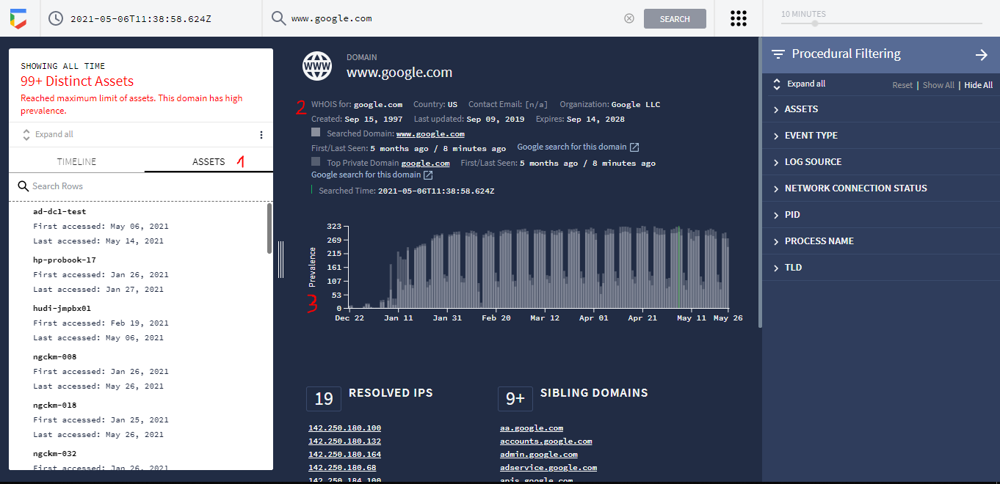 2021-05-06T11:38:58.624Z
www.google.com
SEARCH
10 MINUTES
SHOWING ALL TIME
99+ Distinct Assets
Reached maximum limit of assets. This domain has high
prevalence.
Expand all
TIMELINE ASSETS 1
Search Rows
ad-dc1-test
First accessed: May 06, 2021
Last accessed: May 14, 2021
hp-probook-17
First accessed: Jan 26, 2021
Last accessed: Jan 27, 2021
hudi-jmpbx01
First accessed: Feb 19, 2021
Last accessed: May 06, 2021
ngckm-008
First accessed: Jan 26, 2021
Last accessed: May 26, 2021
ngckm-018
First accessed: Jan 25, 2021
Last accessed: May 26, 2021
ngckm-032
First accessed: Jan 26, 2021
WWW
DOMAIN
www.google.com
2 WHOIS for: google.com Country: US Contact Email: [n/a] Organization: Google LLC
Created: Sep 15, 1997 Last updated: Sep 09, 2019 Expires: Sep 14, 2028
Searched Domain: www.google.com
First/Last Seen: 5 months ago / 8 minutes ago Google search for this domain
Top Private Domain google.com First/Last Seen: 5 months ago / 8 minutes ago
Google search for this domain
Searched Time: 2021-05-06T11:38:58.624Z
Prevalence
3
323
269
215
161
107
53
0
Dec 22 Jan 11 Jan 31 Feb 20 Mar 12 Apr 01 Apr 21 May 11 May 26
19 RESOLVED IPS
142.250.180.100
142.250.180.132
142.250.180.164
142.250.180.68
142.250.184.100
9+ SIBLING DOMAINS
aa.google.com
accounts.google.com
admin.google.com
adservice.google.com
apis.google.com
Procedural Filtering
Expand all Reset | Show All | Hide All
ASSETS
EVENT TYPE
LOG SOURCE
NETWORK CONNECTION STATUS
PID
PROCESS NAME
TLD